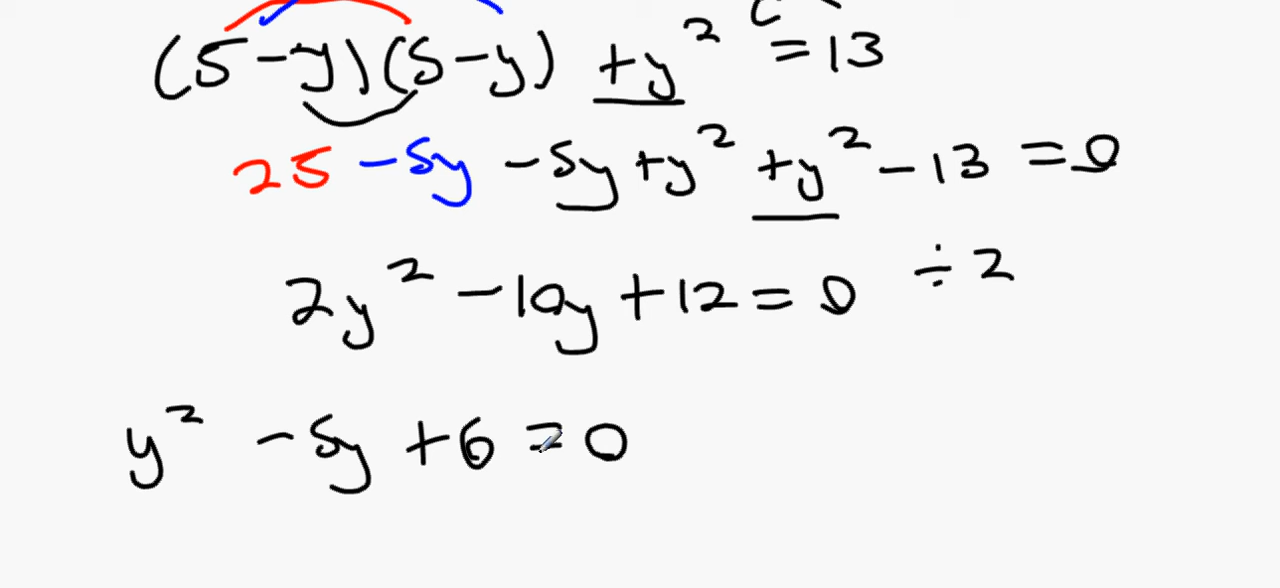 (5-y)(5-y) +y² =13
25 -5y -5y +y² +y² -13 =0
2y² -10y +12 = 0 ÷2
y² -5y +6 = 0